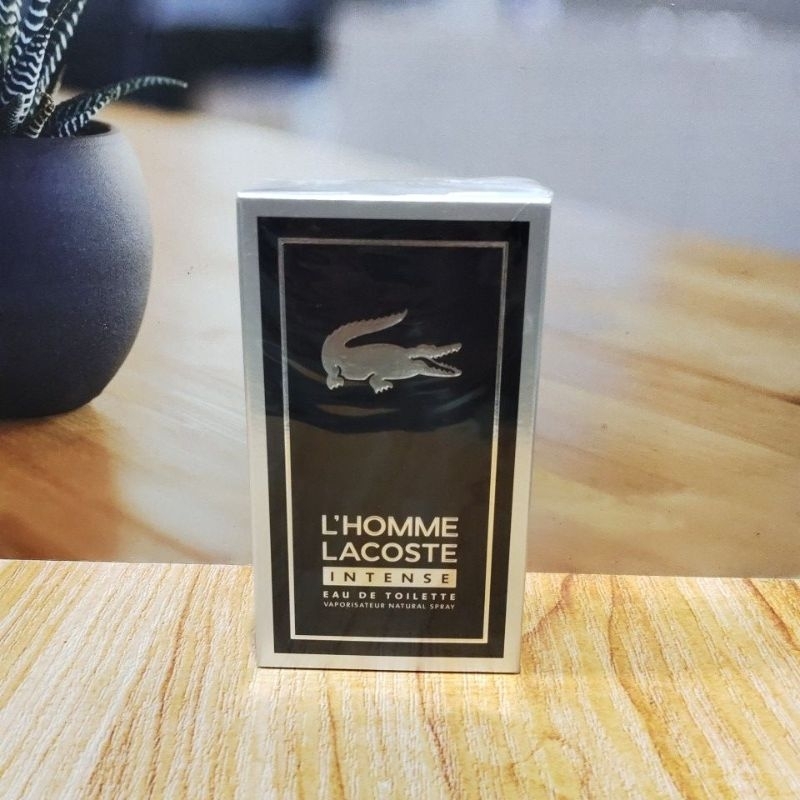 L'HOMME
LACOSTE
INTENSE
EAU DE TOILETTE
VAPORISATEUR NATURAL SPRAY